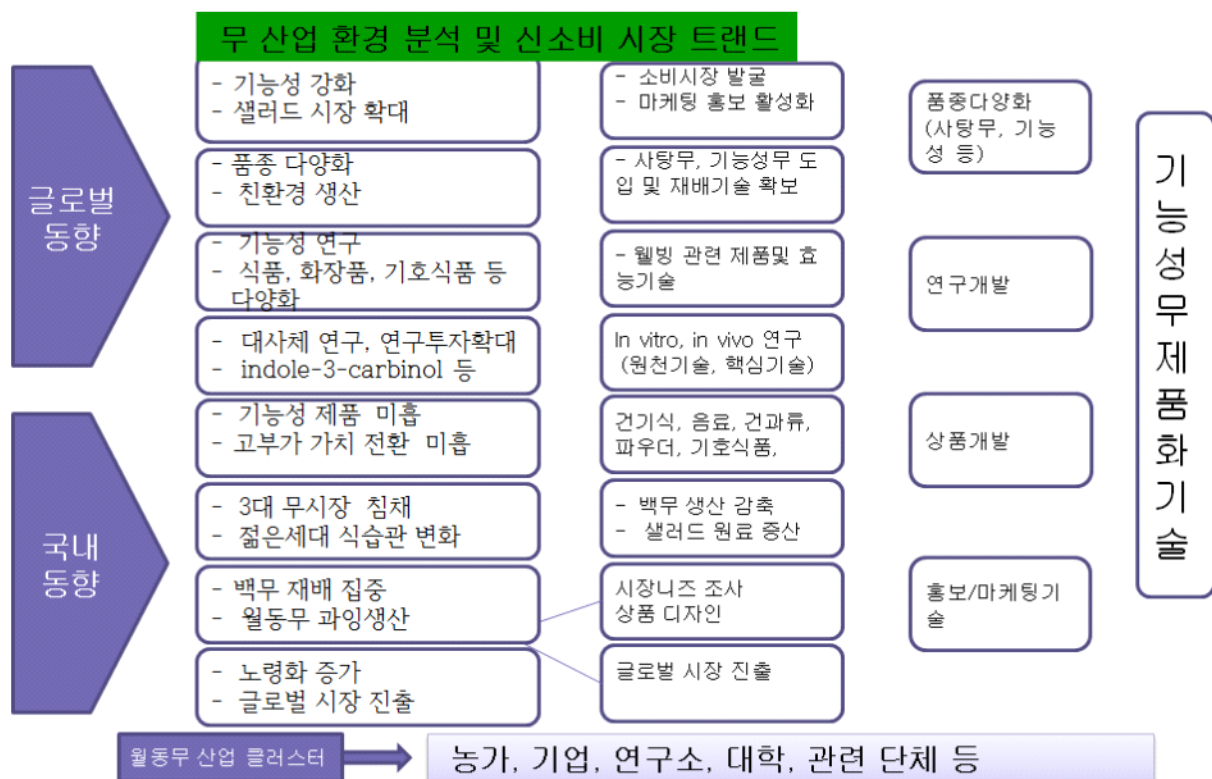 무 산업 환경 분석 및 신소비 시장 트랜드
글로벌
동향
- 기능성 강화
- 샐러드 시장 확대
- 품종 다양화
- 친환경 생산
- 기능성 연구
- 식품, 화장품, 기호식품 등
다양화
- 대사체 연구, 연구투자확대
- indole-3-carbinol 등
국내
동향
- 기능성 제품 미흡
- 고부가 가치 전환 미흡
- 3대 무시장 침채
- 젊은세대 식습관 변화
- 백무 재배 집중
- 월동무 과잉생산
- 노령화 증가
- 글로벌 시장 진출
- 소비시장 발굴
- 마케팅 홍보 활성화
- 사탕무, 기능성무 도
입 및 재배기술 확보
- 웰빙 관련 제품및 효
능기술
In vitro, in vivo 연구
(원천기술, 핵심기술)
건기식, 음료, 건과류,
파우더, 기호식품,
- 백무 생산 감축
- 샐러드 원료 증산
시장니즈 조사
상품 디자인
글로벌 시장 진출
품종다양화
(사탕무, 기능
성 등)
연구개발
상품개발
홍보/마케팅기
술
기능성무제품화기술
월동무 산업 클러스터
농가, 기업, 연구소, 대학, 관련 단체 등